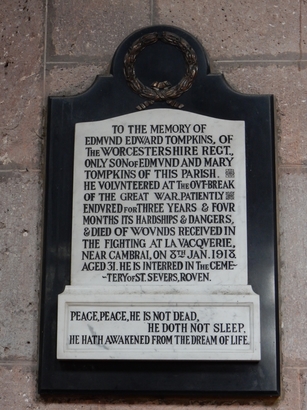 TO THE MEMORY OF
EDMVND EDWARD TOMPKINS, OF
THE WORCESTERSHIRE REGT.,
ONLY SON OF EDMVND AND MARY
TOMPKINS OF THIS PARISH.
HE VOLVNTEERED AT THE OVT-BREAK
OF THE GREAT WAR, PATIENTLY
ENDVRED FOR THREE YEARS & FOUR
MONTHS ITS HARDSHIPS & DANGERS,
& DIED OF WOVNDS RECEIVED IN
THE FIGHTING AT LA VACQVERIE,
NEAR CAMBRAI, ON 8TH JAN. 1918,
AGED 31. HE IS INTERRED IN THE CEME-
-TERY OF ST. SEVERS, ROVEN.
PEACE, PEACE, HE IS NOT DEAD,
HE DOTH NOT SLEEP,
HE HATH AWAKENED FROM THE DREAM OF LIFE.